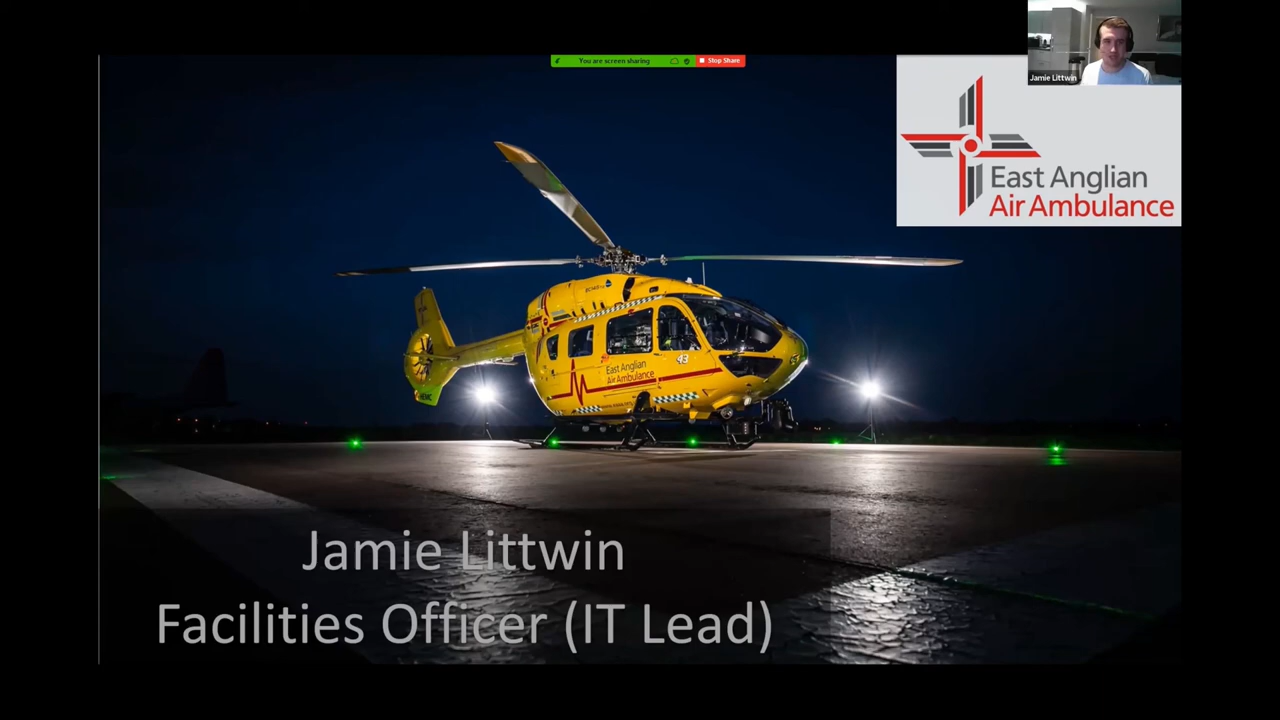 You are screen sharing
Stop Share
Jamie Littwin
East Anglian
Air Ambulance
East Anglian
Air Ambulance
43
Jamie Littwin
Facilities Officer (IT Lead)